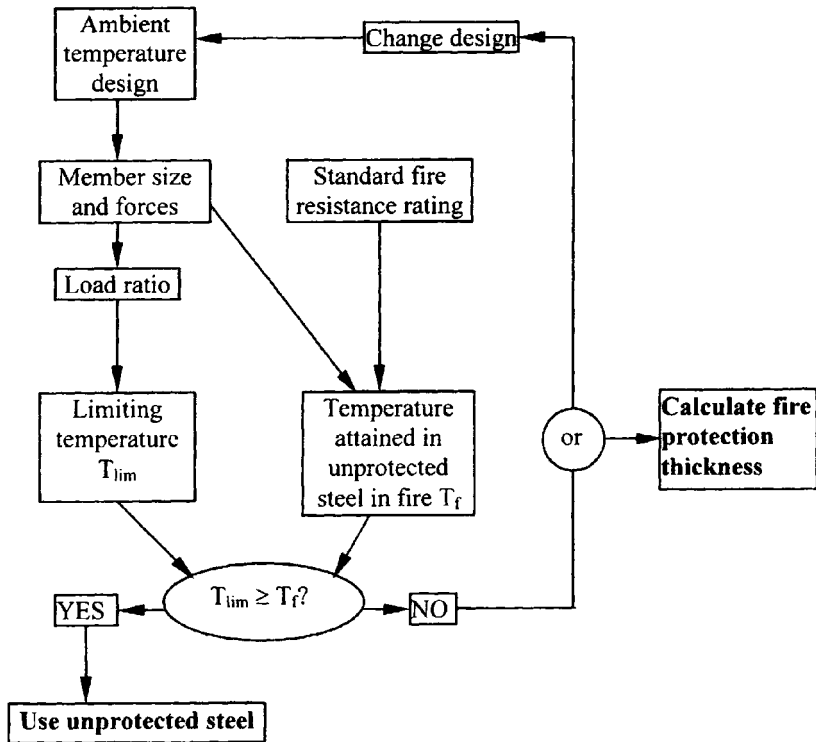 Ambient
temperature
design
Change design
Member size
and forces
Standard fire
resistance rating
Load ratio
Limiting
temperature
T_lim
Temperature
attained in
unprotected
steel in fire T_f
or
Calculate fire
protection
thickness
T_lim ≥ T_f?
YES
NO
Use unprotected steel